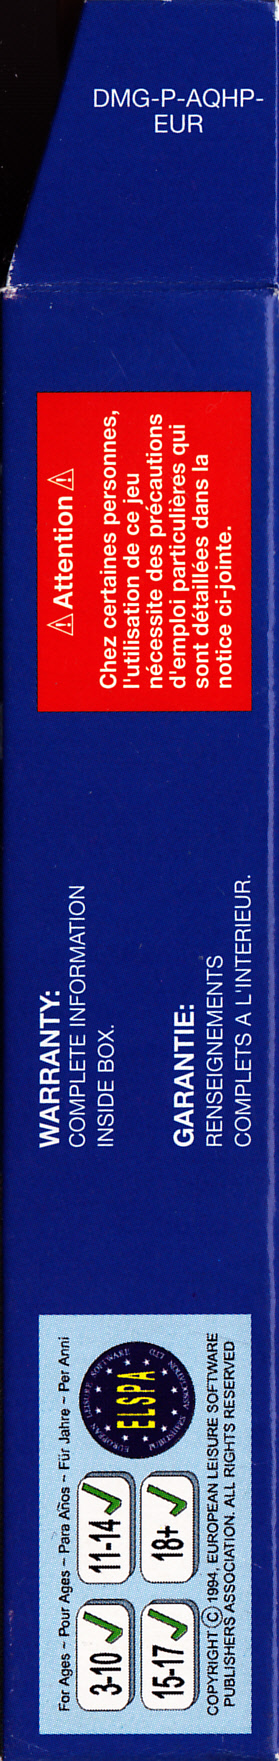 DMG-P-AQHP-
EUR
⚠ Attention ⚠
Chez certaines personnes,
l'utilisation de ce jeu
nécessite des précautions
d'emploi particulières qui
sont détaillées dans la
notice ci-jointe.
WARRANTY:
COMPLETE INFORMATION
INSIDE BOX.
GARANTIE:
RENSEIGNEMENTS
COMPLETS A L'INTERIEUR.
For Ages ~ Pour Ages ~ Para Años ~ Für Jahre ~ Per Anni
3-10 11-14
15-17 18+
EUROPEAN LEISURE SOFTWARE
ELSPA
PUBLISHERS ASSOCIATION LTD
COPYRIGHT © 1994, EUROPEAN LEISURE SOFTWARE
PUBLISHERS ASSOCIATION. ALL RIGHTS RESERVED